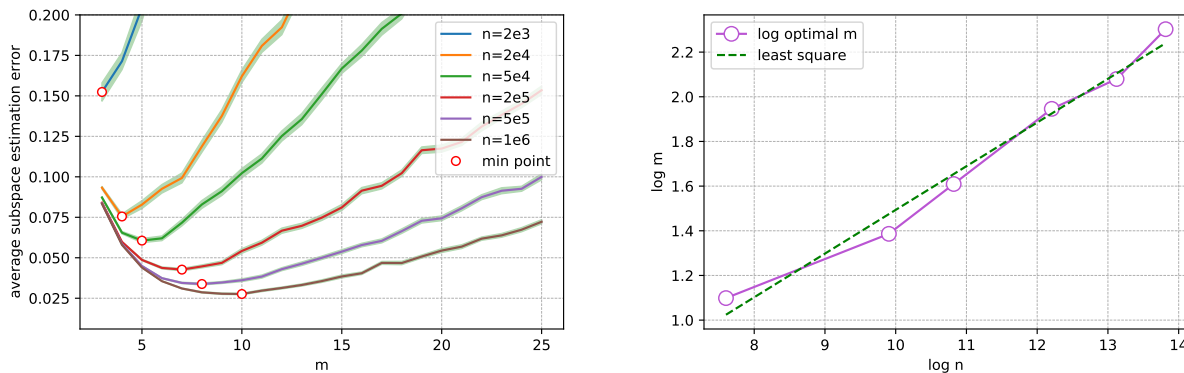 0.200
0.175
0.150
0.125
0.100
0.075
0.050
0.025
average subspace estimation error
5
10
15
20
25
m
n=2e3
n=2e4
n=5e4
n=2e5
n=5e5
n=1e6
min point
2.2
2.0
1.8
1.6
1.4
1.2
1.0
log m
8
9
10
11
12
13
14
log n
log optimal m
least square